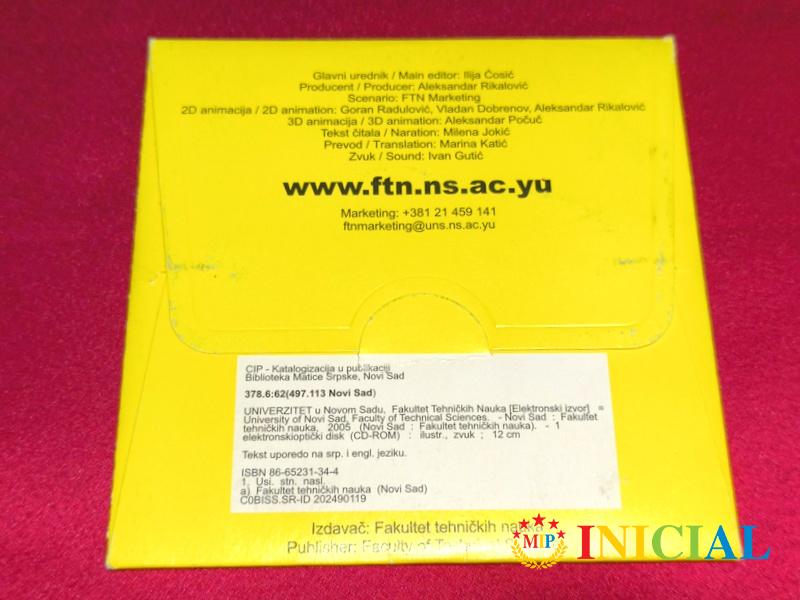 Glavni urednik / Main editor: Ilija Ćosić
Producent / Producer: Aleksandar Rikalović
Scenario: FTN Marketing
2D animacija / 2D animation: Goran Radulović, Vladan Dobrenov, Aleksandar Rikalović
3D animacija / 3D animation: Aleksandar Počuč
Tekst čitala / Naration: Milena Jokić
Prevod / Translation: Marina Katić
Zvuk / Sound: Ivan Gutić
www.ftn.ns.ac.yu
Marketing: +381 21 459 141
ftnmarketing@uns.ns.ac.yu
CIP - Katalogizacija u publikaciji
Biblioteka Matice Srpske, Novi Sad
378.6:62(497.113 Novi Sad)
UNIVERZITET u Novom Sadu, Fakultet Tehničkih Nauka [Elektronski izvor] =
University of Novi Sad, Faculty of Technical Sciences. - Novi Sad : Fakultet
tehničkih nauka, 2005 (Novi Sad : Fakultet tehničkih nauka). - 1
elektronskioptički disk (CD-ROM) : ilustr., zvuk ; 12 cm
Tekst uporedo na srp. i engl. jeziku.
ISBN 86-65231-34-4
1. Usi. stn. nasl.
a) Fakultet tehničkih nauka (Novi Sad)
C0BISS.SR-ID 202490119
Izdavač: Fakultet tehničkih nauka
Publisher: Faculty of
MIP INICIAL